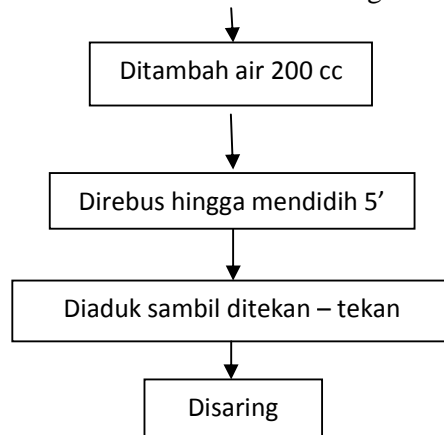 Ditambah air 200 cc
Direbus hingga mendidih 5’
Diaduk sambil ditekan – tekan
Disaring